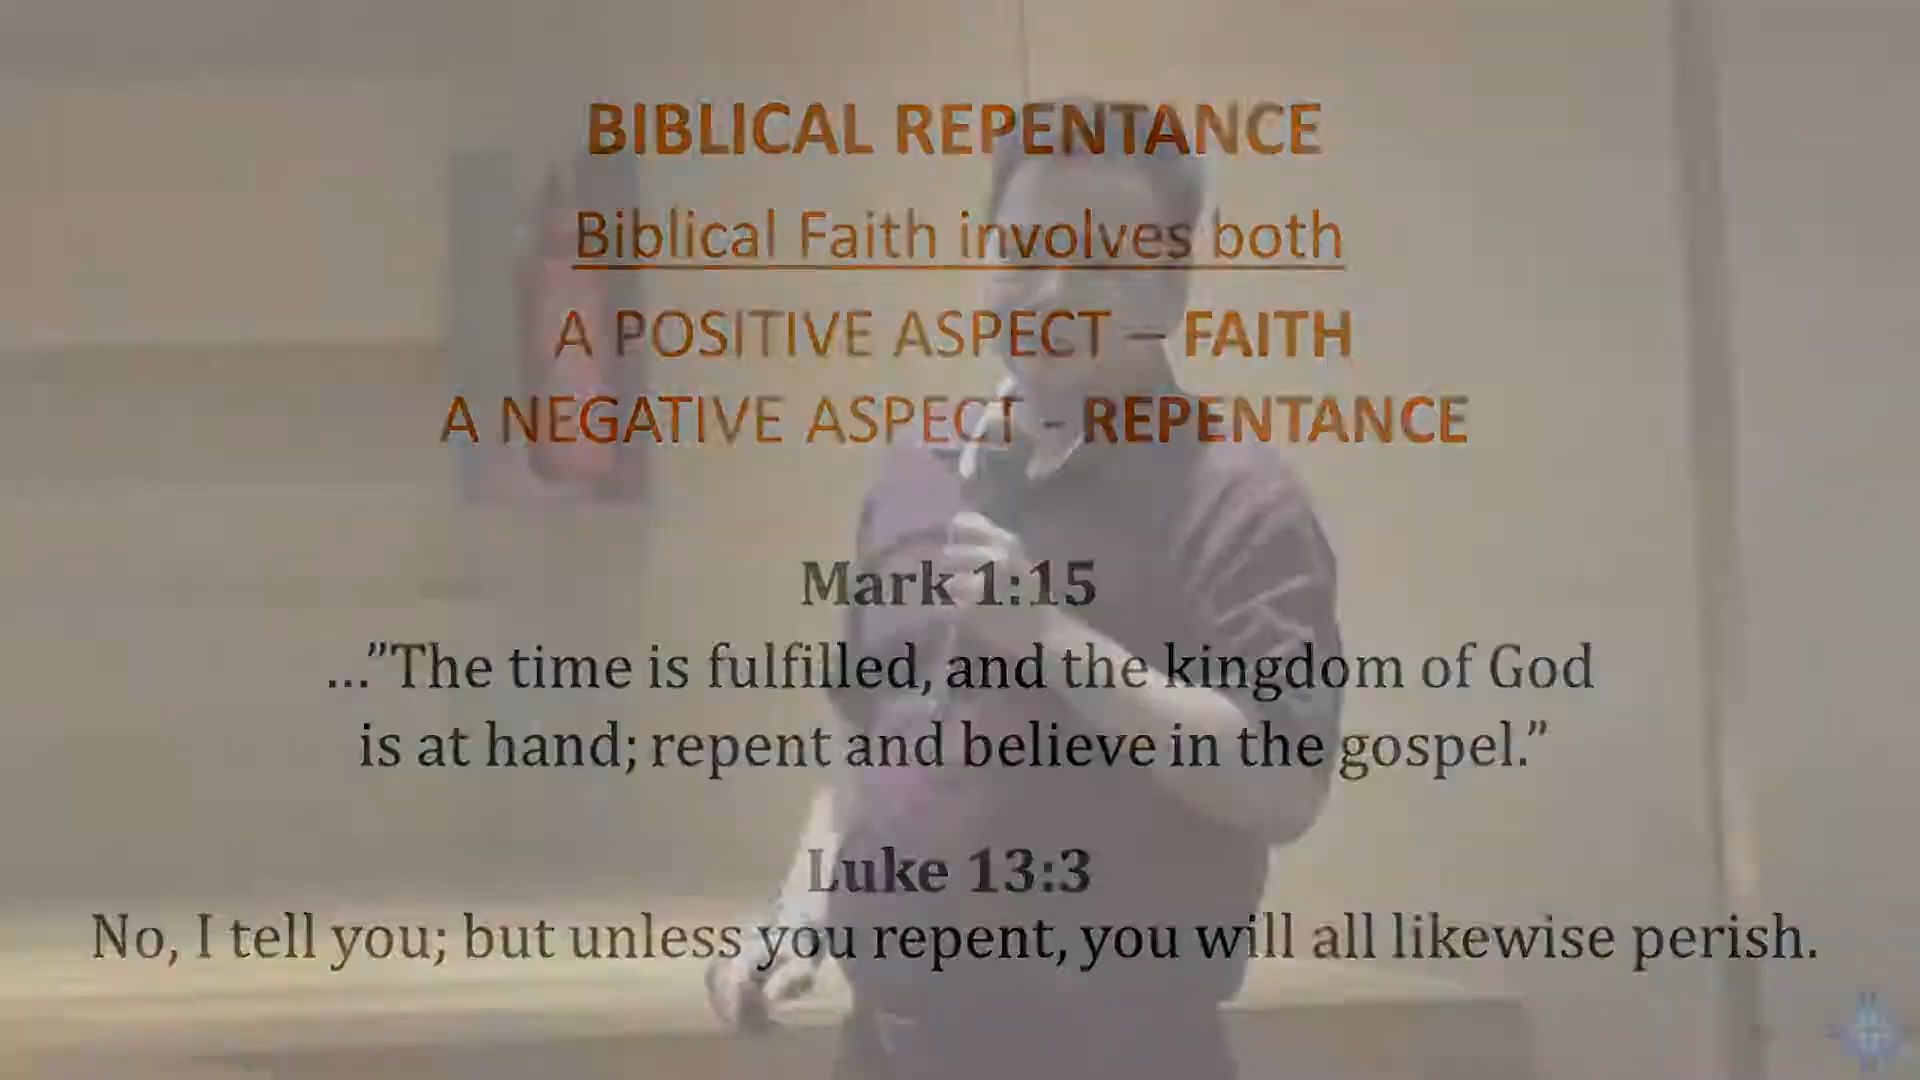 BIBLICAL REPENTANCE
Biblical Faith involves both
A POSITIVE ASPECT – FAITH
A NEGATIVE ASPECT - REPENTANCE
Mark 1:15
...”The time is fulfilled, and the kingdom of God
is at hand; repent and believe in the gospel.”
Luke 13:3
No, I tell you; but unless you repent, you will all likewise perish.